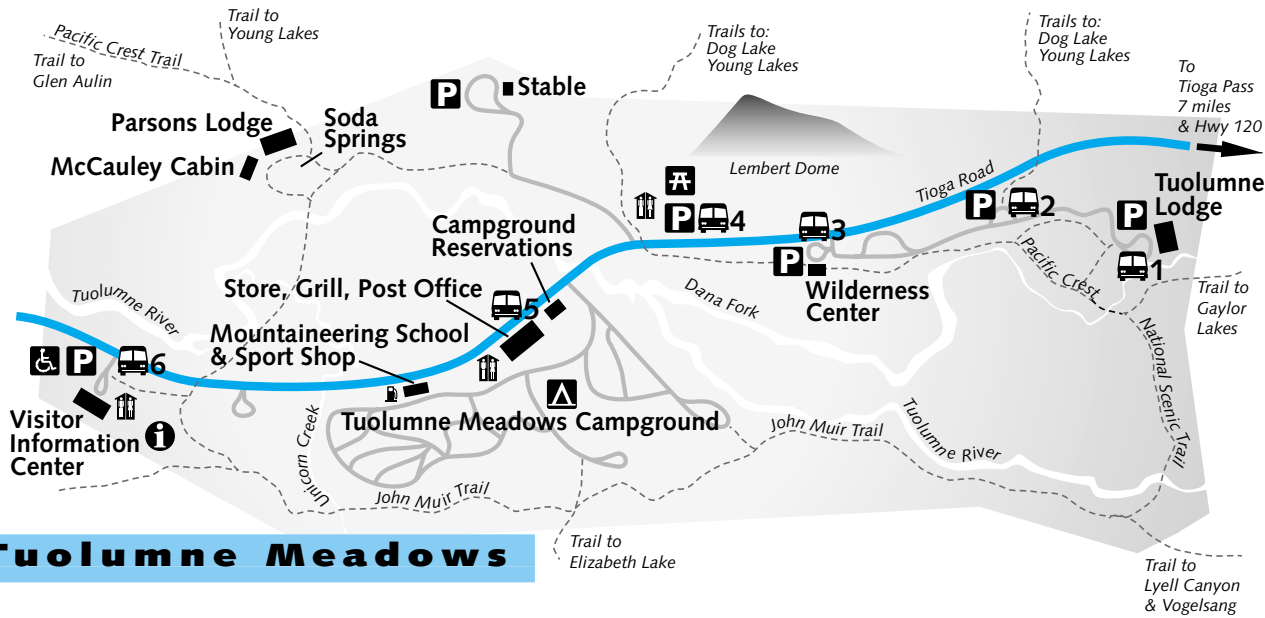 Trail to
Young Lakes
Pacific Crest Trail
Trail to
Glen Aulin
Trails to:
Dog Lake
Young Lakes
Trails to:
Dog Lake
Young Lakes
To
Tioga Pass
7 miles
& Hwy 120
P
Stable
Parsons Lodge
Soda
Springs
McCauley Cabin
Lembert Dome
Tioga Road
Tuolumne
Lodge
P
P
2
P
4
3
Campground
Reservations
P
Wilderness
Center
Pacific Crest
1
Trail to
Gaylor
Lakes
National Scenic Trail
Dana Fork
Store, Grill, Post Office
5
Tuolumne River
Mountaineering School
& Sport Shop
P
6
Visitor
Information
Center
i
Unicorn Creek
Tuolumne Meadows Campground
John Muir Trail
Tuolumne River
John Muir Trail
Tuolumne Meadows
Trail to
Elizabeth Lake
Trail to
Lyell Canyon
& Vogelsang